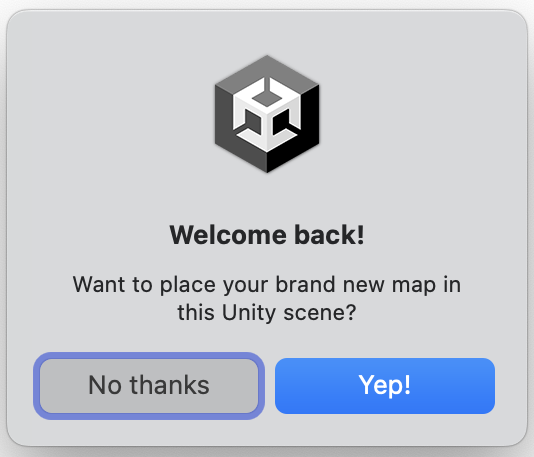 Welcome back!
Want to place your brand new map in
this Unity scene?
No thanks
Yep!